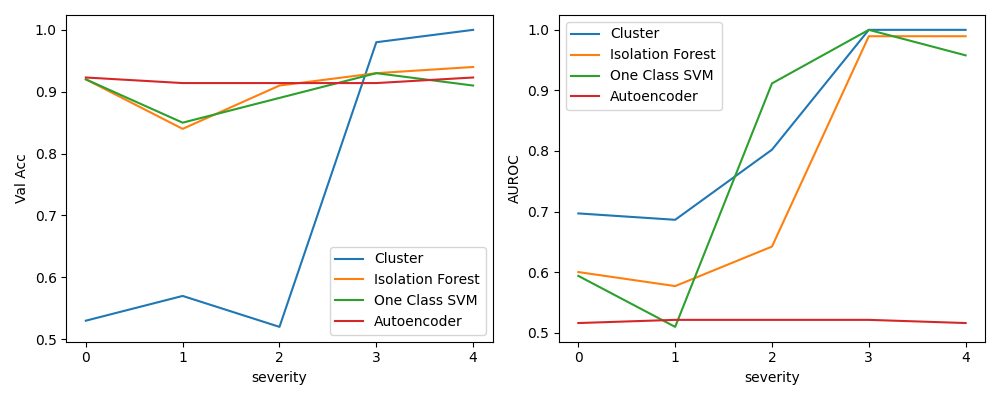 1.0
0.9
0.8
0.7
0.6
0.5
Val Acc
0 1 2 3 4
severity
Cluster
Isolation Forest
One Class SVM
Autoencoder
1.0
0.9
0.8
0.7
0.6
0.5
AUROC
0 1 2 3 4
severity
Cluster
Isolation Forest
One Class SVM
Autoencoder